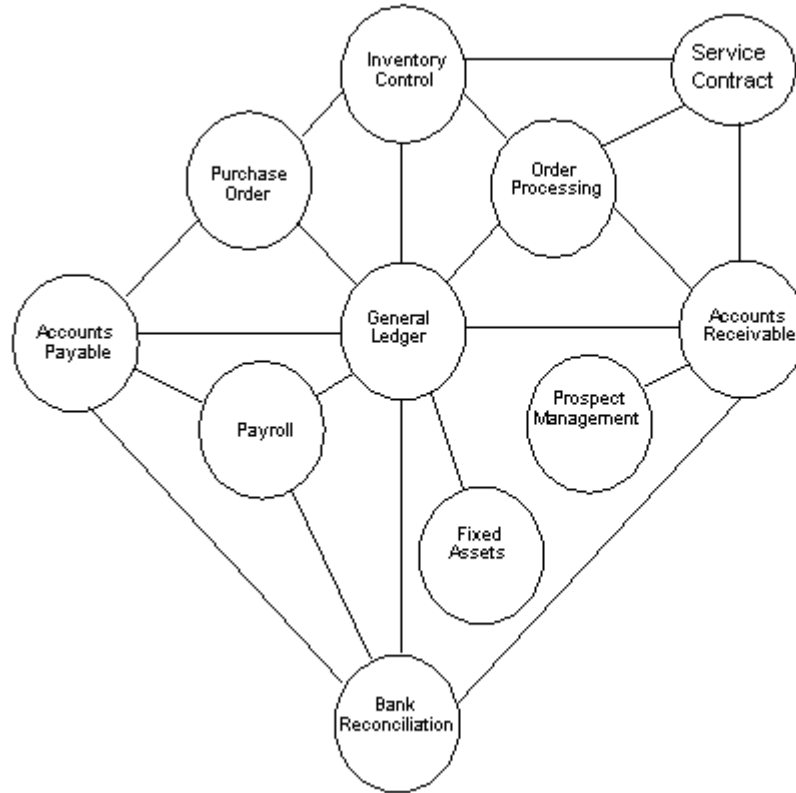 Inventory
Control
Service
Contract
Purchase
Order
Order
Processing
Accounts
Payable
General
Ledger
Accounts
Receivable
Payroll
Prospect
Management
Fixed
Assets
Bank
Reconciliation